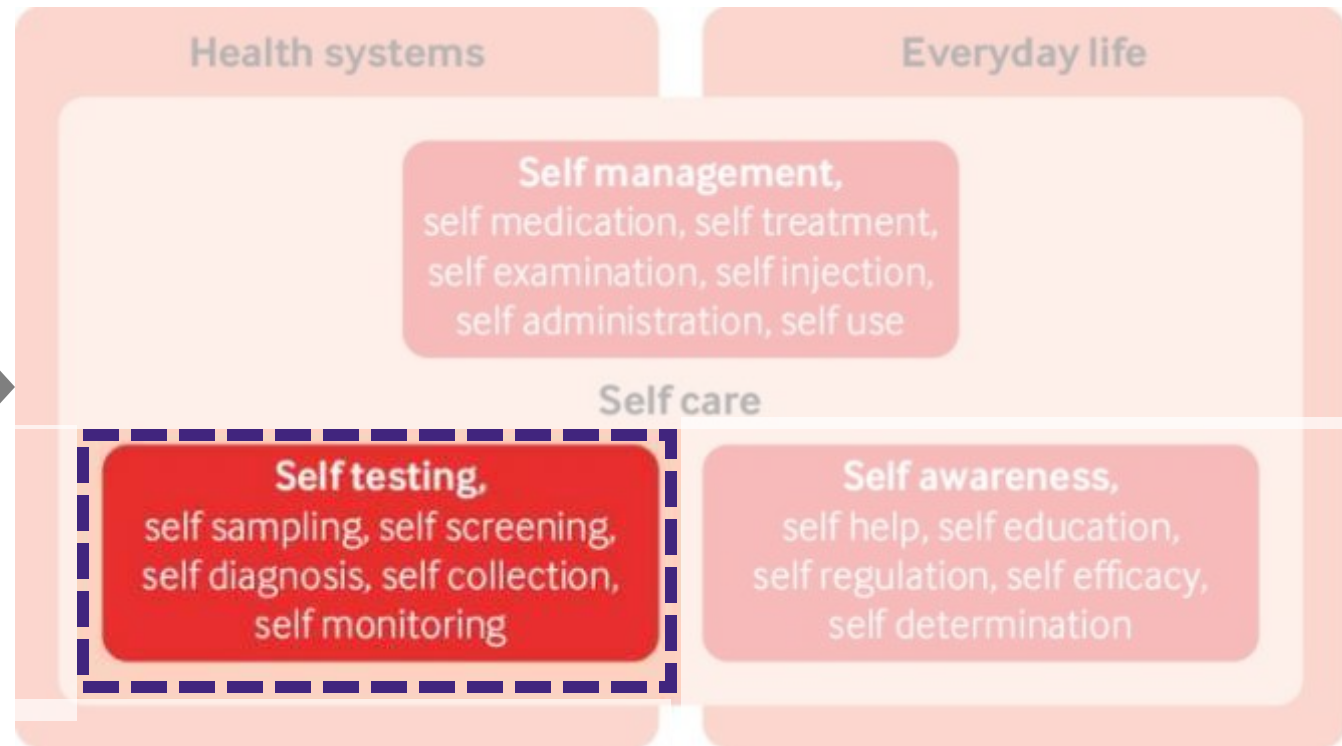 Health systems
Everyday life
Self management,
self medication, self treatment,
self examination, self injection,
self administration, self use
Self care
Self testing,
self sampling, self screening,
self diagnosis, self collection,
self monitoring
Self awareness,
self help, self education,
self regulation, self efficacy,
self determination